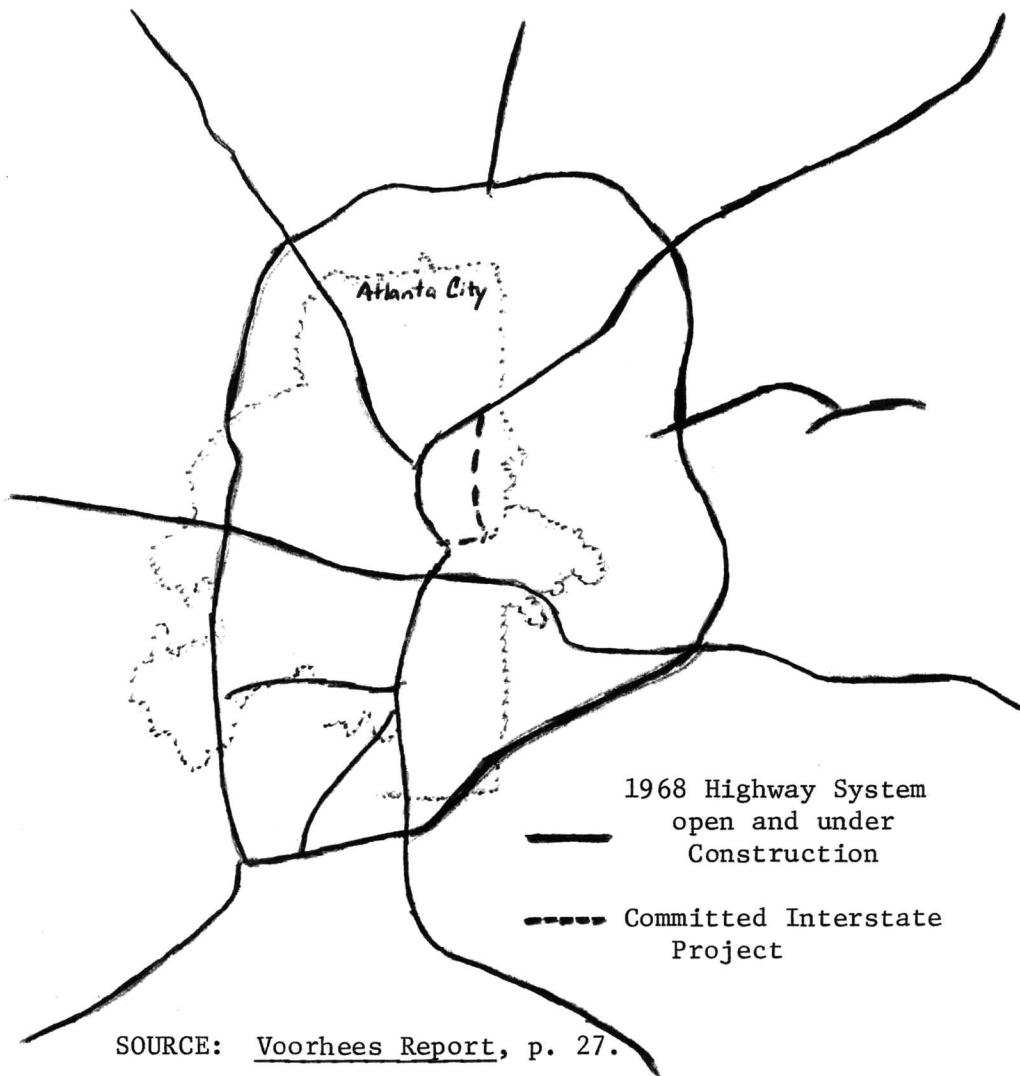 Atlanta City
1968 Highway System
open and under
Construction
Committed Interstate
Project
SOURCE: Voorhees Report, p. 27.